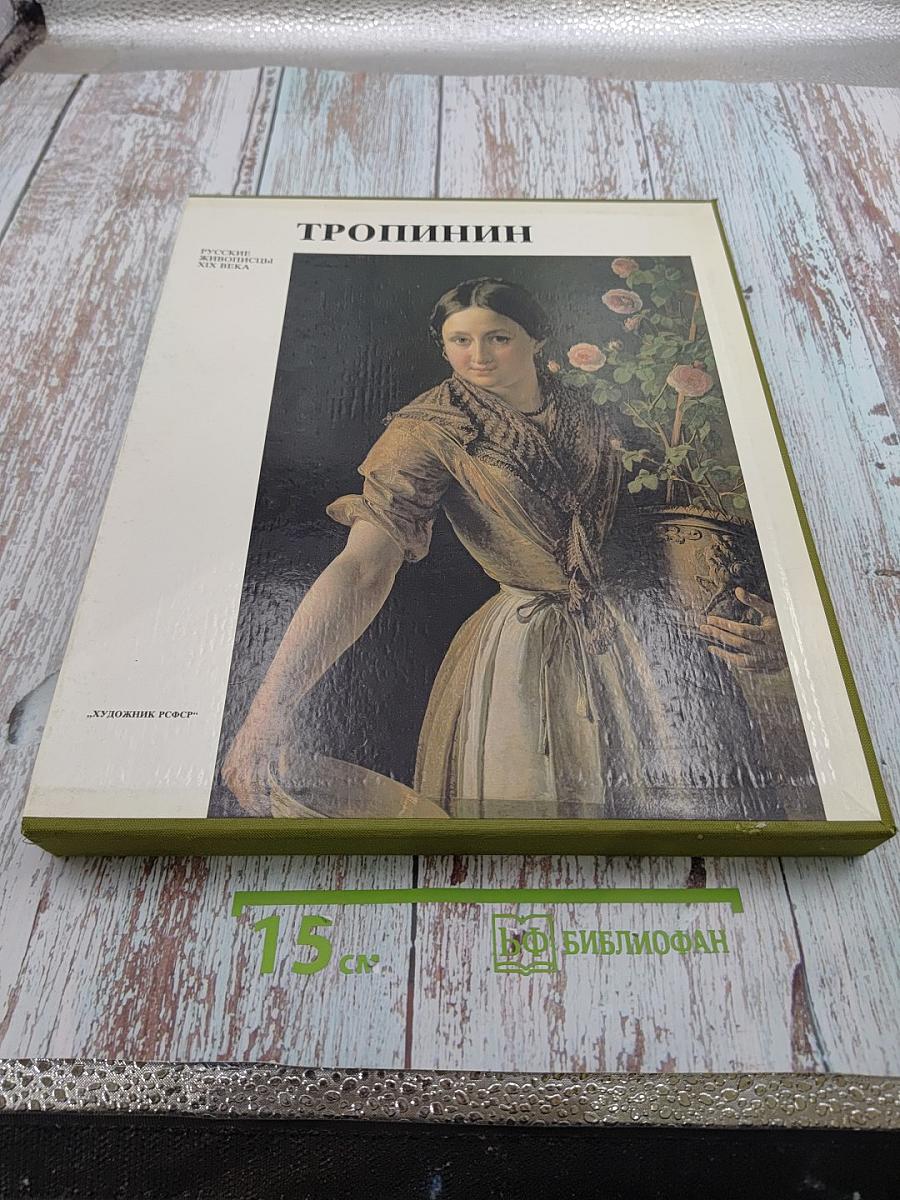 ТРОПИНИН
РУССКИЕ
ЖИВОПИСЦЫ
XIX ВЕКА
„ХУДОЖНИК РСФСР“
15 см
БФ БИБЛИОФАН